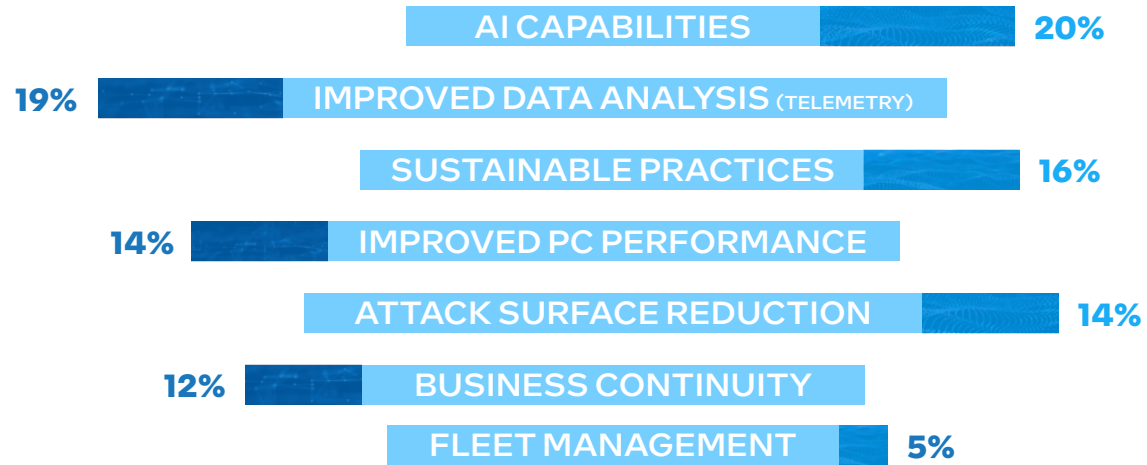 AI CAPABILITIES 20%
19% IMPROVED DATA ANALYSIS (TELEMETRY)
SUSTAINABLE PRACTICES 16%
14% IMPROVED PC PERFORMANCE
ATTACK SURFACE REDUCTION 14%
12% BUSINESS CONTINUITY
FLEET MANAGEMENT 5%